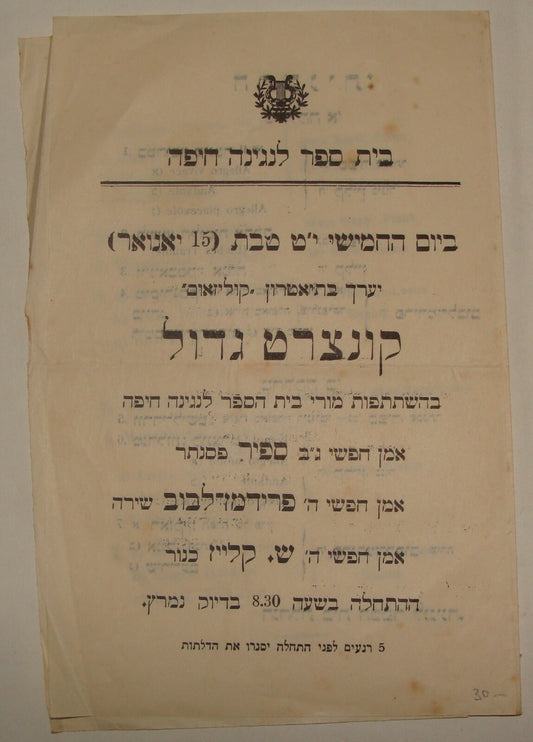 בית ספר לנגינה חיפה
ביום החמישי י״ט טבת (15 יאנואר)
יערך בתיאטרון „קוליזאום״
קונצרט גדול
בהשתתפות מורי בית הספר לנגינה חיפה
אמן חפשי ג״ב ספיר פסנתר
אמן חפשי ה׳ פרידמן־לבוב שירה
אמן חפשי ה׳ ש. קליין כנור
ההתחלה בשעה 8.30 בדיוק נמרץ.
5 רגעים לפני התחלה יסגרו את הדלתות
30—